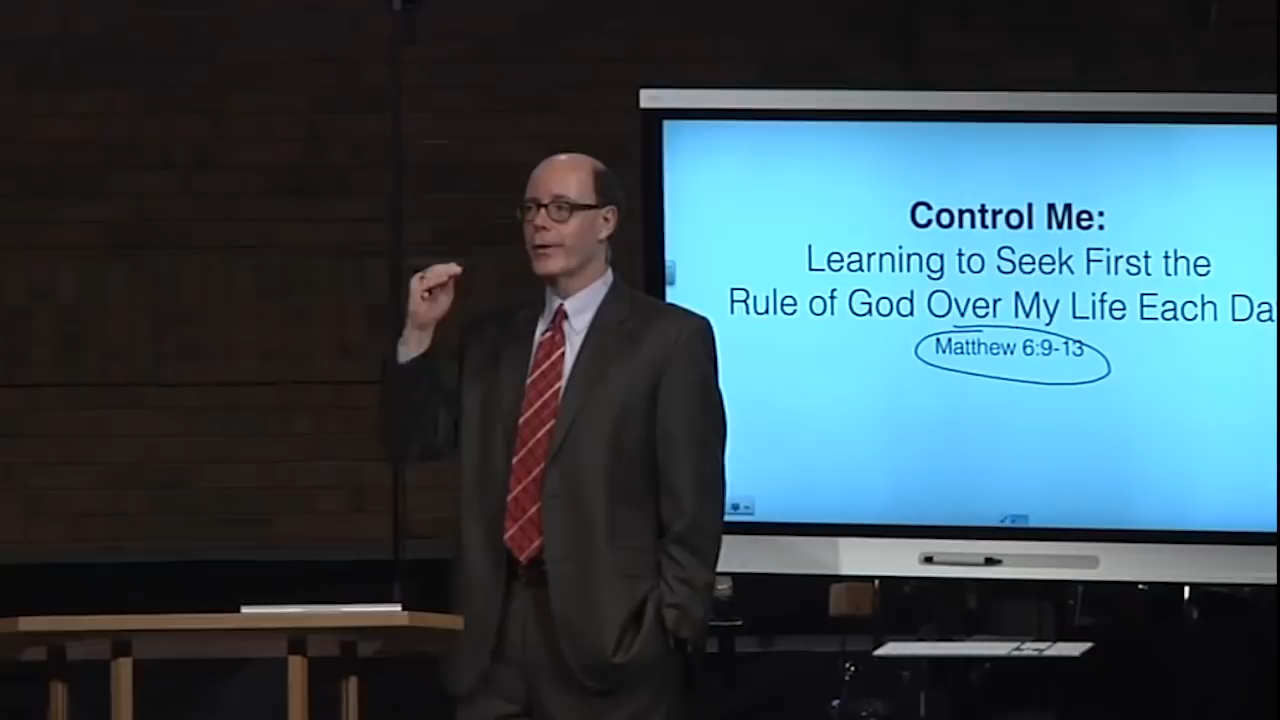 Control Me:
Learning to Seek First the
Rule of God Over My Life Each Da
Matthew 6:9-13